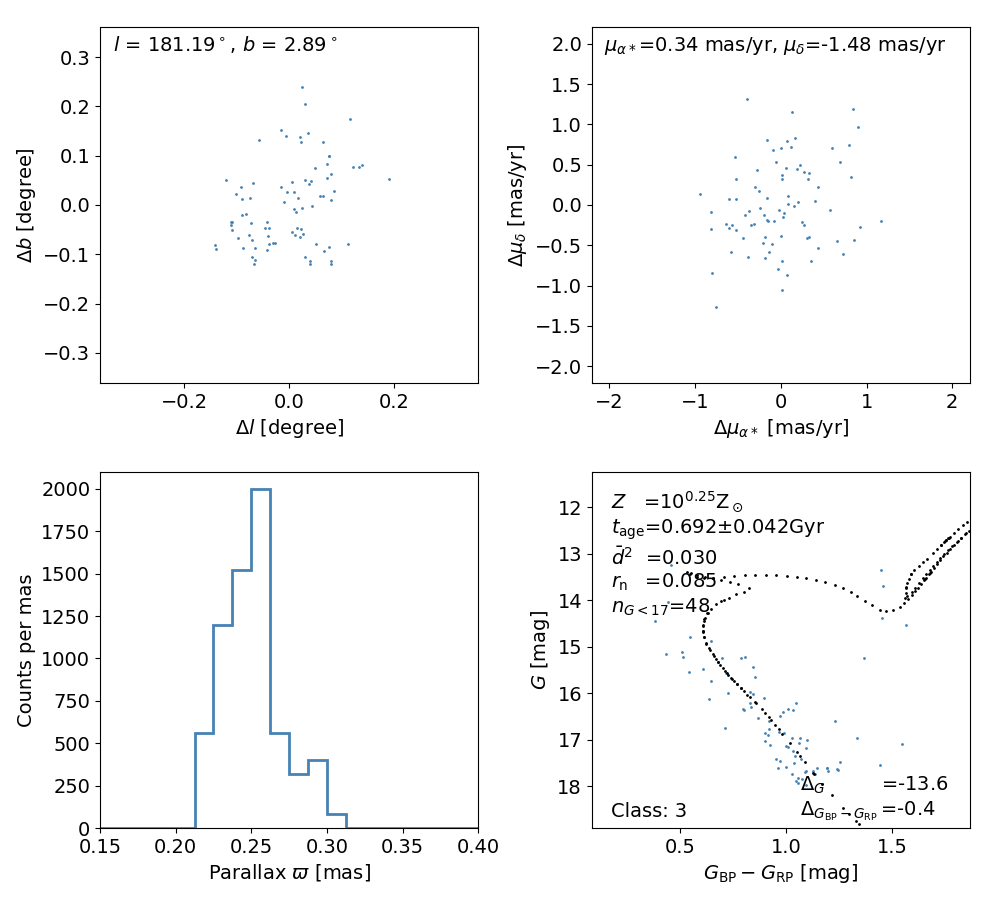 l = 181.19°, b = 2.89°
0.3
0.2
0.1
0.0
−0.1
−0.2
−0.3
Δb [degree]
−0.2 0.0 0.2
Δl [degree]
μα∗=0.34 mas/yr, μδ=-1.48 mas/yr
2.0
1.5
1.0
0.5
0.0
−0.5
−1.0
−1.5
−2.0
Δμδ [mas/yr]
−2 −1 0 1 2
Δμα∗ [mas/yr]
2000
1750
1500
1250
1000
750
500
250
0
Counts per mas
0.15 0.20 0.25 0.30 0.35 0.40
Parallax ϖ [mas]
Z =10^0.25Z⊙
t_age=0.692±0.042Gyr
d̄² =0.030
r_n =0.085
n_G<17=48
12
13
14
15
16
17
18
G [mag]
Δ_G =-13.6
Δ_GBP−GRP =-0.4
Class: 3
0.5 1.0 1.5
G_BP − G_RP [mag]